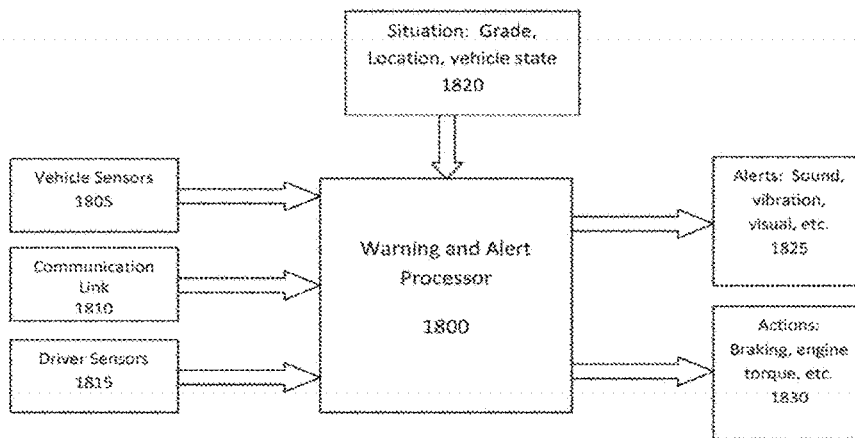 Situation: Grade,
Location, vehicle state
1820
Vehicle Sensors
1805
Communication
Link
1810
Driver Sensors
1815
Warning and Alert
Processor
1800
Alerts: Sound,
vibration,
visual, etc.
1825
Actions:
Braking, engine
torque, etc.
1830